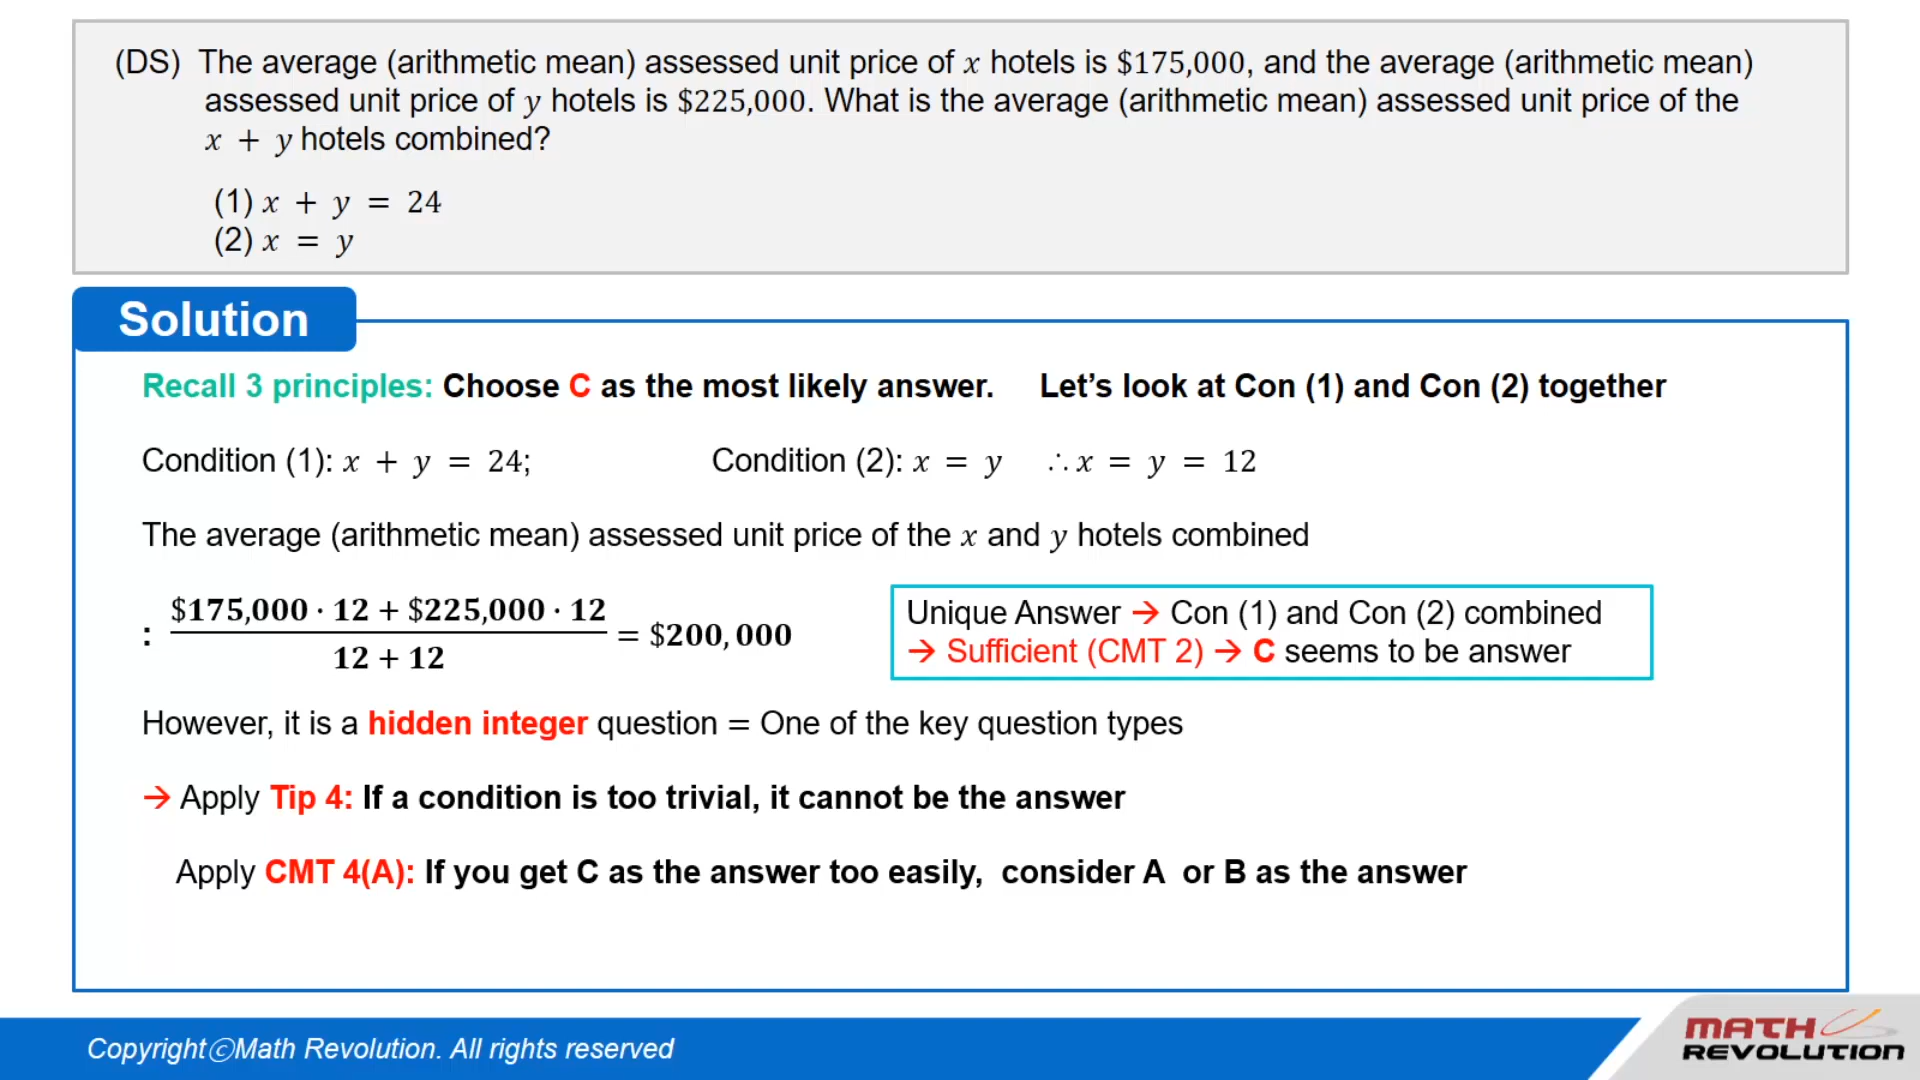 (DS) The average (arithmetic mean) assessed unit price of x hotels is $175,000, and the average (arithmetic mean)
assessed unit price of y hotels is $225,000. What is the average (arithmetic mean) assessed unit price of the
x + y hotels combined?
(1) x + y = 24
(2) x = y
Solution
Recall 3 principles: Choose C as the most likely answer. Let's look at Con (1) and Con (2) together
Condition (1): x + y = 24; Condition (2): x = y ∴ x = y = 12
The average (arithmetic mean) assessed unit price of the x and y hotels combined
: $175,000 · 12 + $225,000 · 12 / 12 + 12 = $200,000
Unique Answer → Con (1) and Con (2) combined
→ Sufficient (CMT 2) → C seems to be answer
However, it is a hidden integer question = One of the key question types
→ Apply Tip 4: If a condition is too trivial, it cannot be the answer
Apply CMT 4(A): If you get C as the answer too easily, consider A or B as the answer
Copyrightⓒ Math Revolution. All rights reserved
MATH
REVOLUTION